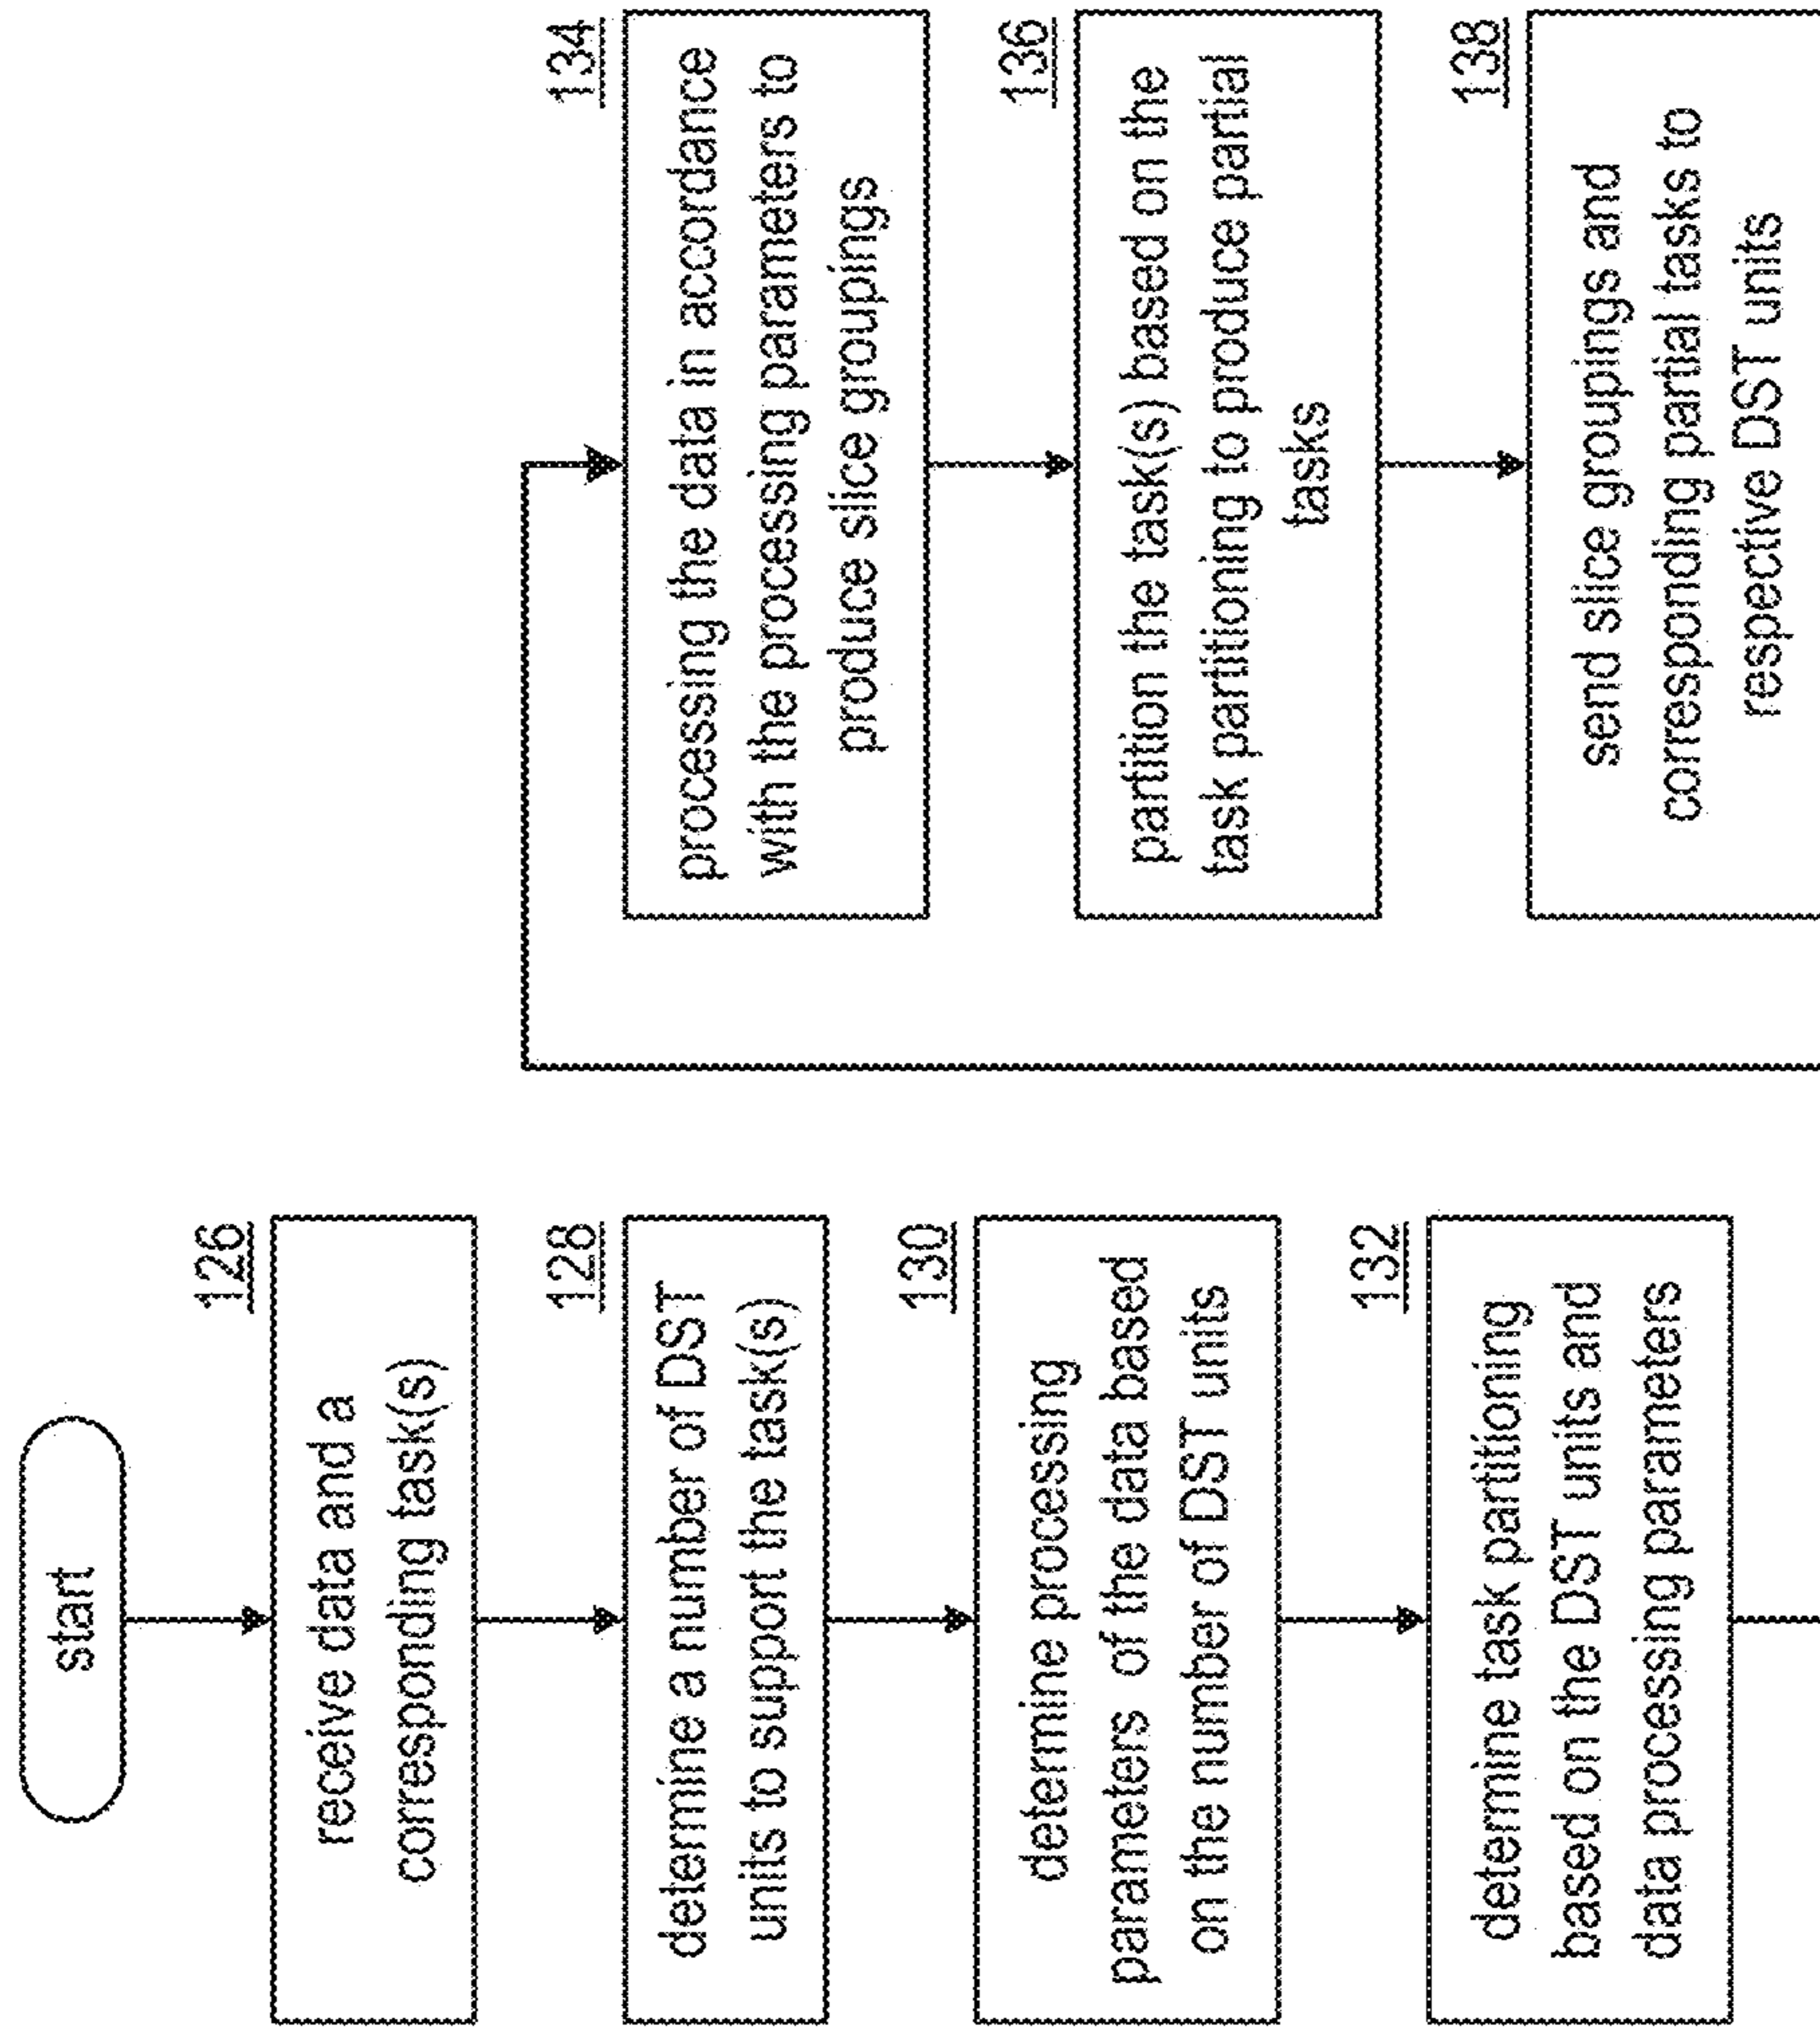 start
126
receive data and a
corresponding task(s)
128
determine a number of DST
units to support the task(s)
130
determine processing
parameters of the data based
on the number of DST units
132
determine task partitioning
based on the DST units and
data processing parameters
134
processing the data in accordance
with the processing parameters to
produce slice groupings
136
partition the task(s) based on the
task partitioning to produce partial
tasks
138
send slice groupings and
corresponding partial tasks to
respective DST units